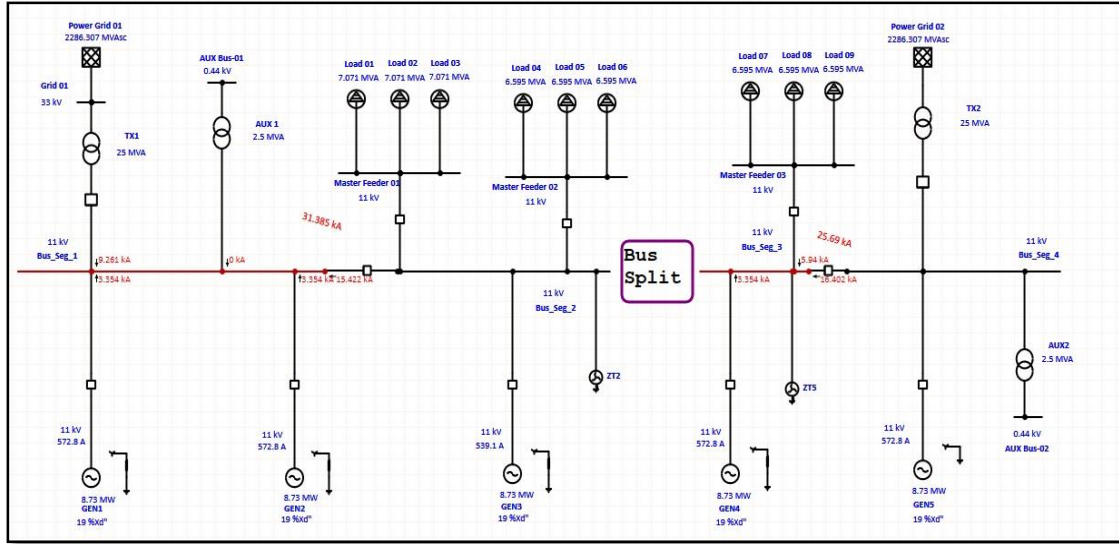 Power Grid 01
2286.307 MVAsc
Grid 01
33 kV
TX1
25 MVA
AUX Bus-01
0.44 kV
AUX 1
2.5 MVA
Load 01
7.071 MVA
Load 02
7.071 MVA
Load 03
7.071 MVA
Master Feeder 01
11 kV
Load 04
6.595 MVA
Load 05
6.595 MVA
Load 06
6.595 MVA
Master Feeder 02
11 kV
Load 07
6.595 MVA
Load 08
6.595 MVA
Load 09
6.595 MVA
Master Feeder 03
11 kV
Power Grid 02
2286.307 MVAsc
TX2
25 MVA
11 kV
Bus_Seg_1
9.261 kA
3.354 kA
0 kA
31.385 kA
3.354 kA
15.422 kA
11 kV
Bus_Seg_2
ZT2
Bus
Split
11 kV
Bus_Seg_3
25.69 kA
5.94 kA
3.354 kA
16.402 kA
ZT5
11 kV
Bus_Seg_4
AUX2
2.5 MVA
0.44 kV
AUX Bus-02
11 kV
572.8 A
8.73 MW
GEN1
19 %Xd"
11 kV
572.8 A
8.73 MW
GEN2
19 %Xd"
11 kV
539.1 A
8.73 MW
GEN3
19 %Xd"
11 kV
572.8 A
8.73 MW
GEN4
19 %Xd"
11 kV
572.8 A
8.73 MW
GEN5
19 %Xd"